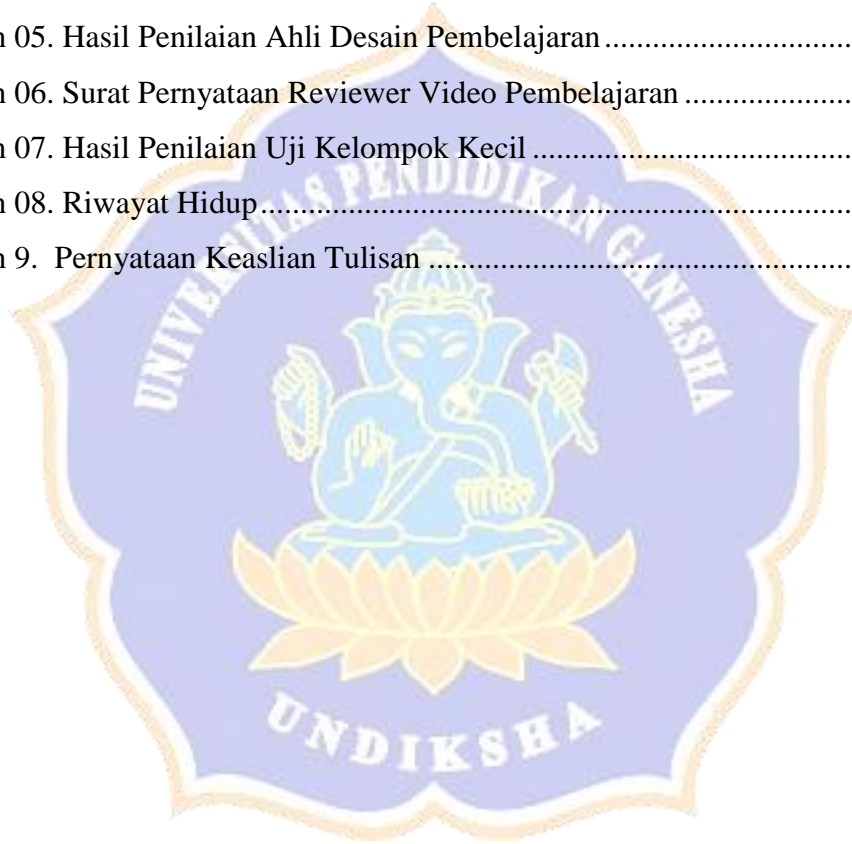 n 05. Hasil Penilaian Ahli Desain Pembelajaran..............................
n 06. Surat Pernyataan Reviewer Video Pembelajaran....................
n 07. Hasil Penilaian Uji Kelompok Kecil.......................................
n 08. Riwayat Hidup.........................................................................
n 9.  Pernyataan Keaslian Tulisan....................................................
UNIVERSITAS PENDIDIKAN GANESHA
UNDIKSHA